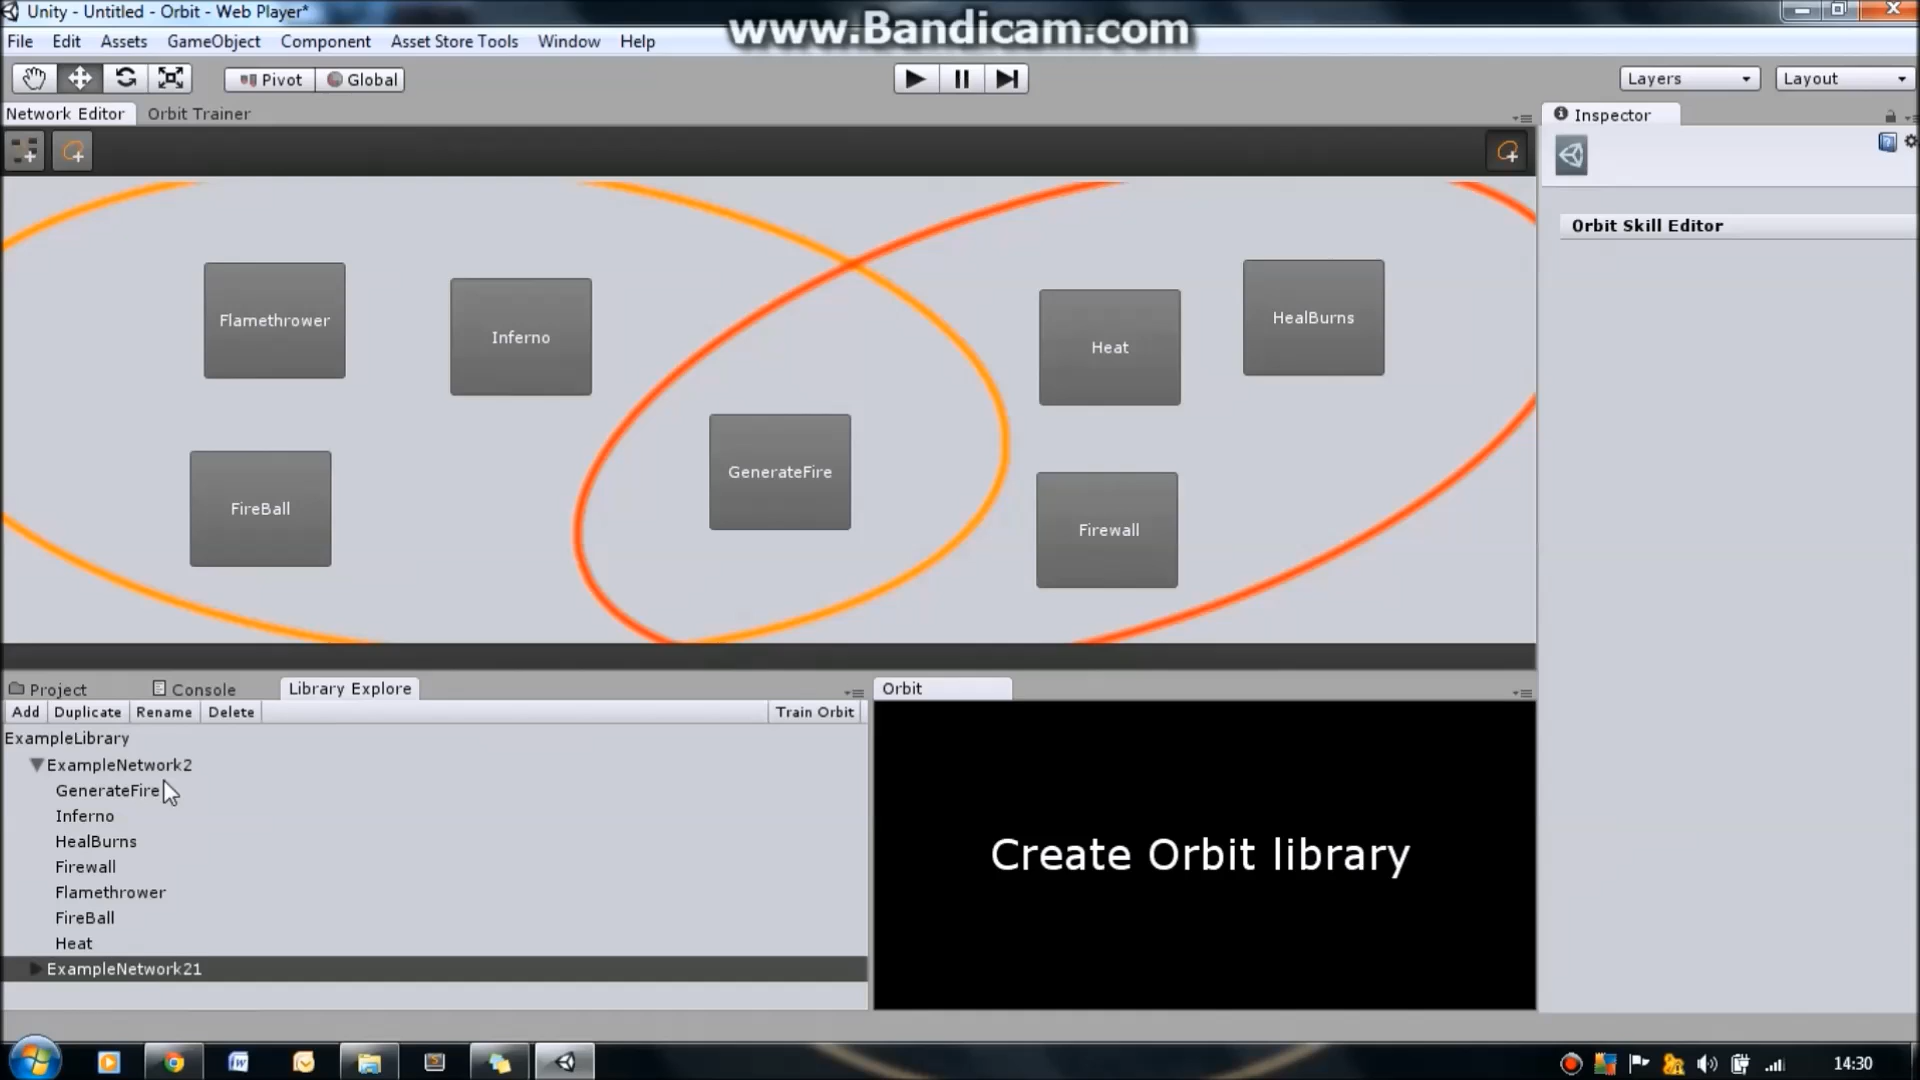 Unity - Untitled - Orbit - Web Player*
www.Bandicam.com
File Edit Assets GameObject Component Asset Store Tools Window Help
Pivot Global Layers Layout
Network Editor Orbit Trainer
Inspector
Orbit Skill Editor
Flamethrower
Inferno
Heat
HealBurns
GenerateFire
FireBall
Firewall
Project Console Library Explore
Add Duplicate Rename Delete Train Orbit
ExampleLibrary
ExampleNetwork2
GenerateFire
Inferno
HealBurns
Firewall
Flamethrower
FireBall
Heat
ExampleNetwork21
Orbit
Create Orbit library
14:30